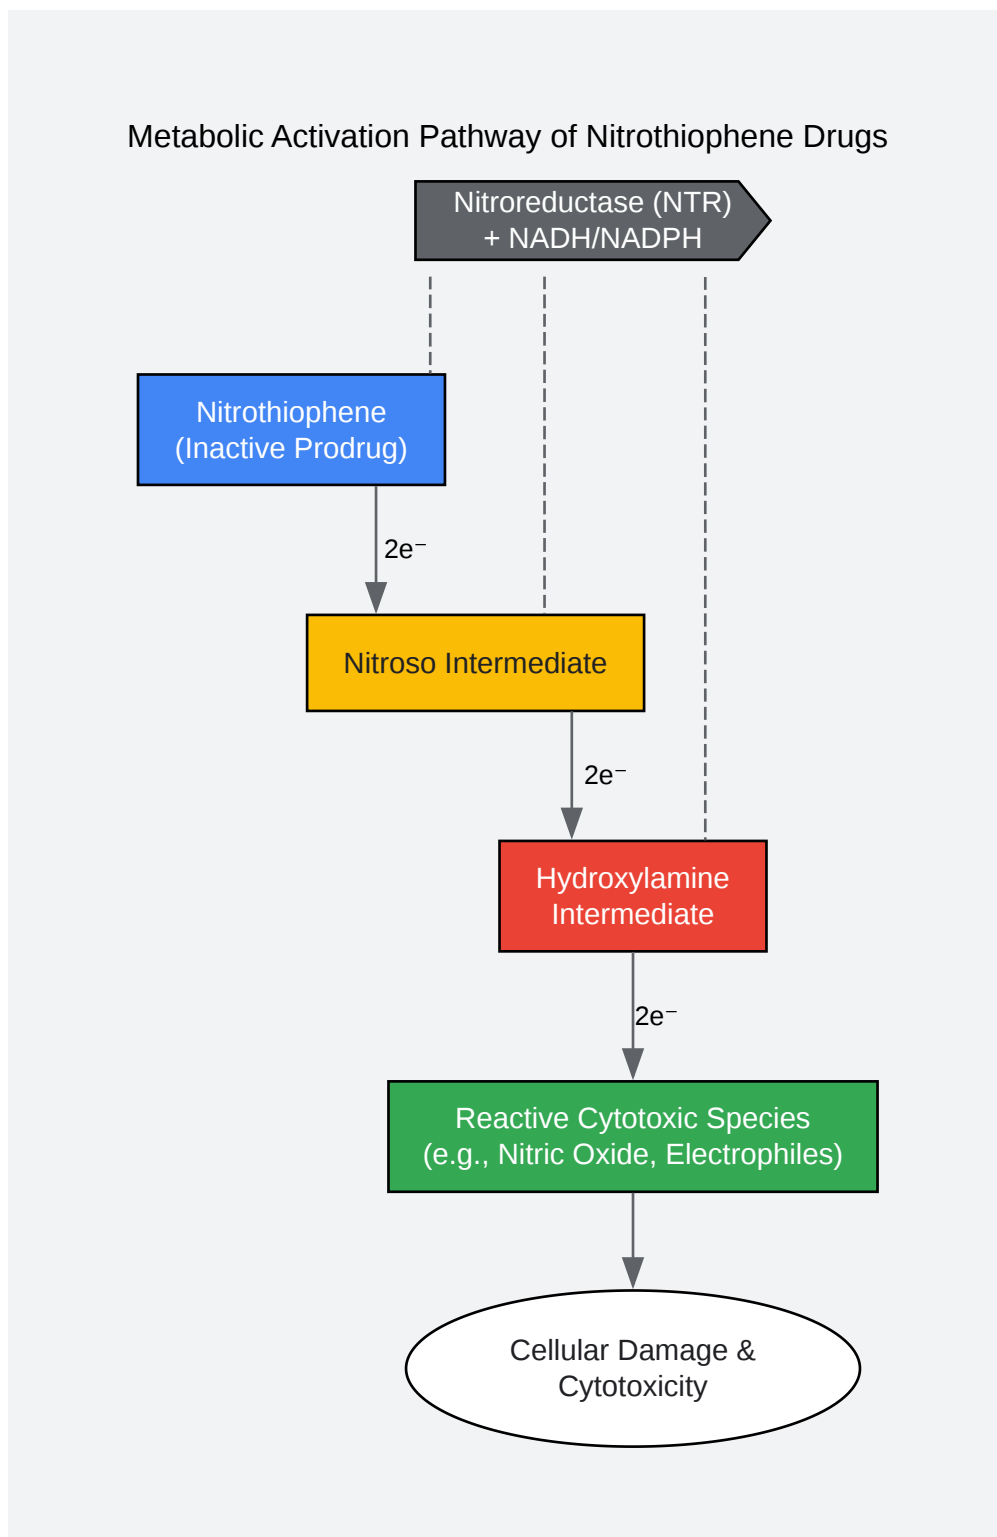 Metabolic Activation Pathway of Nitrothiophene Drugs
Nitroreductase (NTR)
+ NADH/NADPH
Nitrothiophene
(Inactive Prodrug)
2e⁻
Nitroso Intermediate
2e⁻
Hydroxylamine
Intermediate
2e⁻
Reactive Cytotoxic Species
(e.g., Nitric Oxide, Electrophiles)
Cellular Damage &
Cytotoxicity